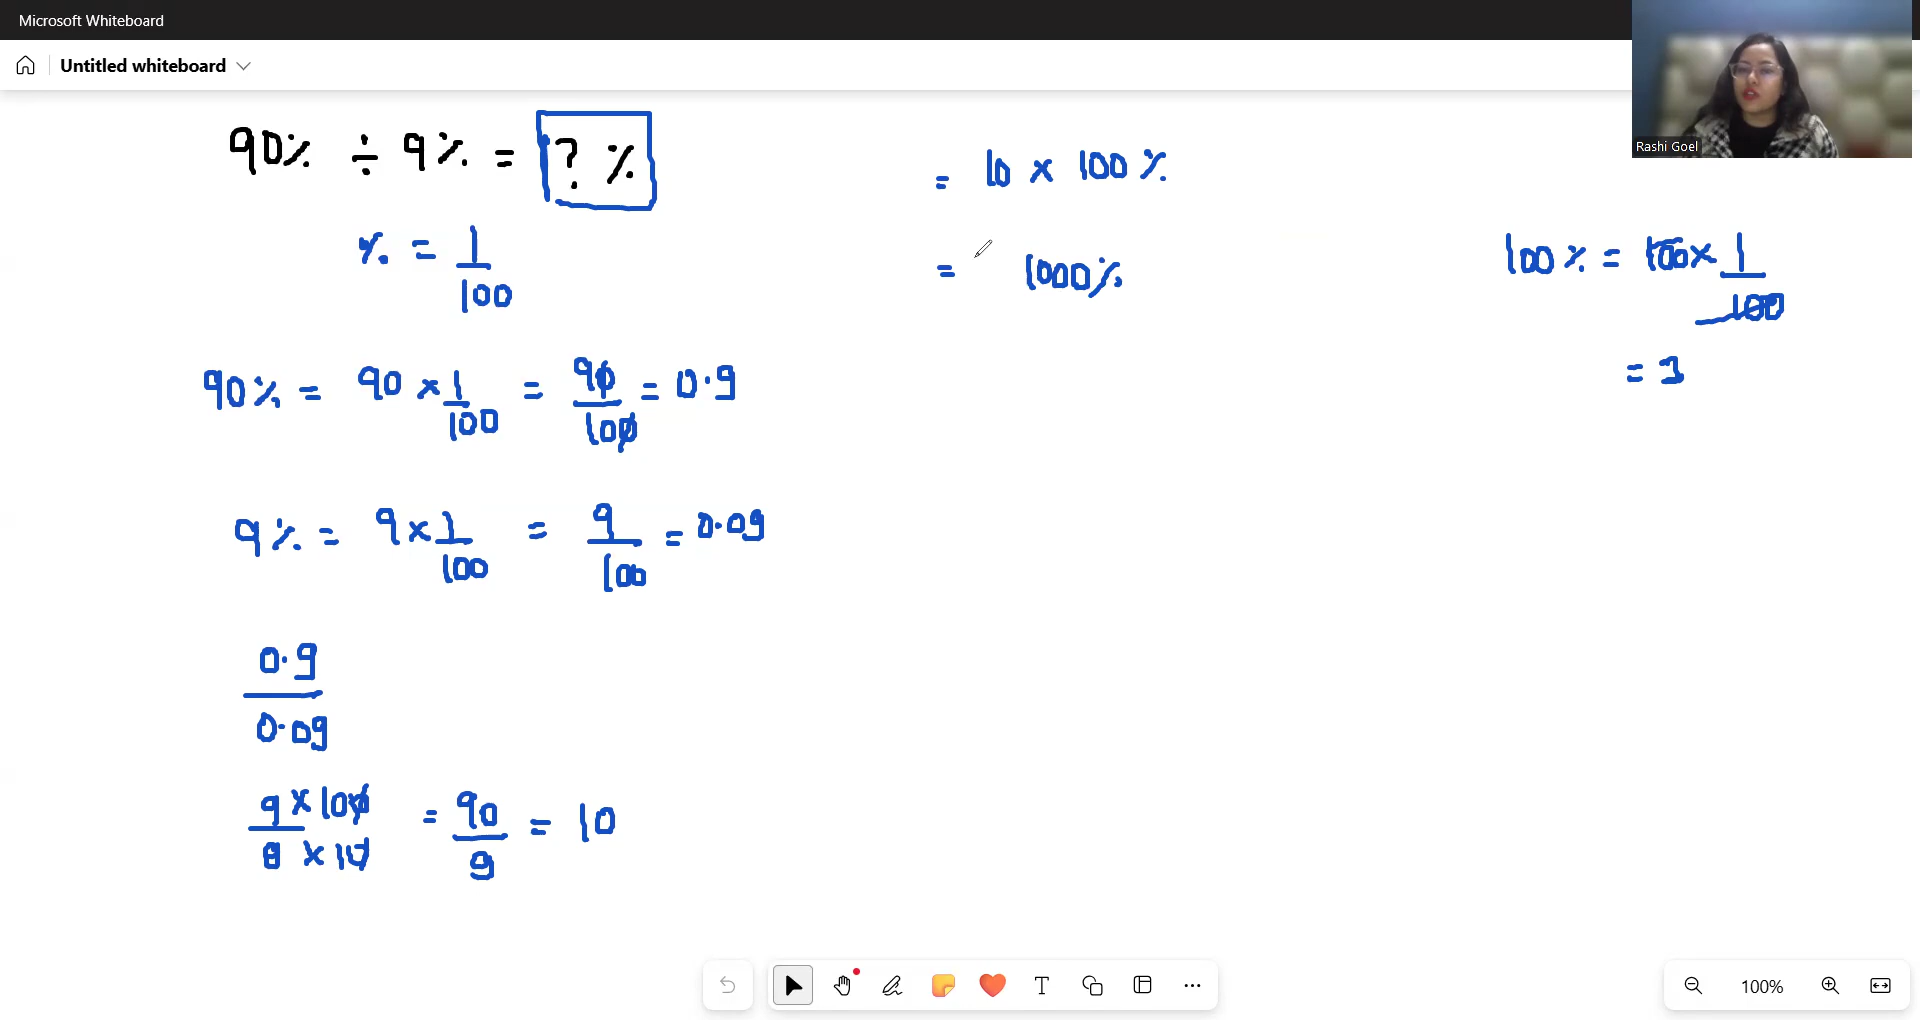 Microsoft Whiteboard
Untitled whiteboard
Rashi Goel
90% ÷ 9% = ? %
% = 1/100
90% = 90 × 1/100 = 90/100 = 0.9
9% = 9 × 1/100 = 9/100 = 0.09
0.9/0.09
9 × 100/9 × 10 = 90/9 = 10
= 10 × 100%
= 1000%
100% = 100 × 1/100
= 1
100%